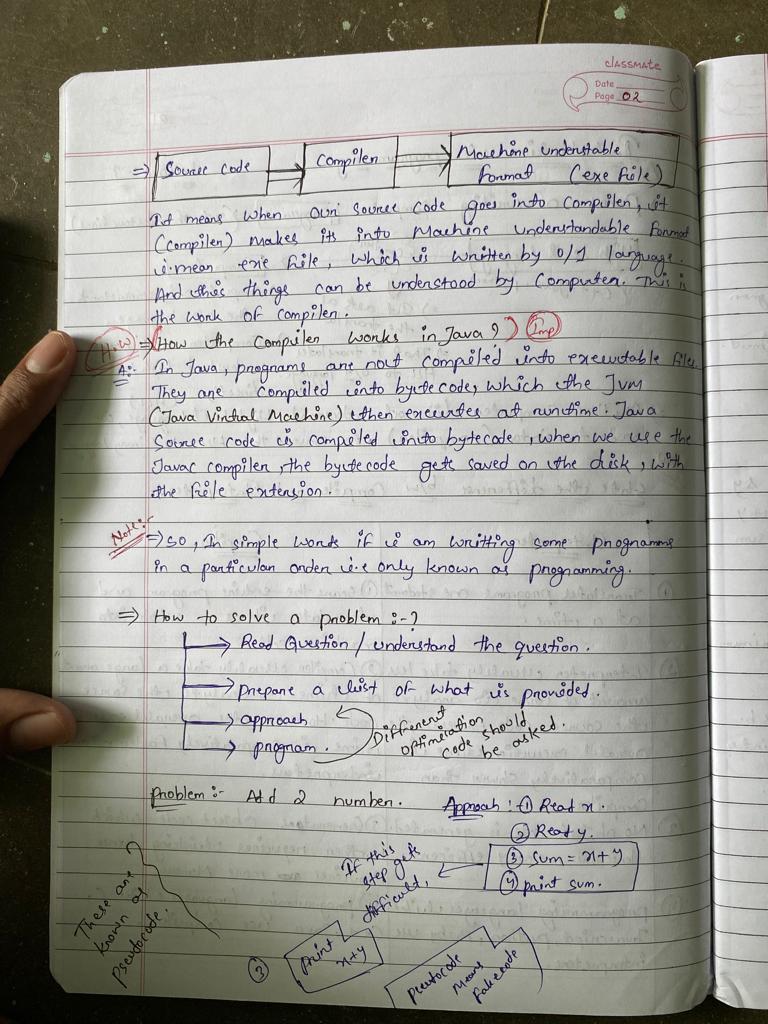 classmate
Date
Page 02
=> Source code → Compiler → Machine understable
format (exe file)
It means when our source code goes into compiler, it
(compiler) makes its into Machine understandable format
i.mean exe file, which is written by 0/1 language.
And this things can be understood by Computer. This is
the work of compiler.
H.W => (How the Compiler works in Java?) Imp
A:- In Java, programs are not compiled into executable files.
They are compiled into bytecode, which the JVM
(Java Virtual Machine) then executes at runtime. Java
Source code is compiled into bytecode, when we use the
Javac compiler, the bytecode gets saved on the disk, with
the file extension.
Note:-
=> so, In simple words if i am writting some programms
in a particular order i.e only known as programming.
=> How to solve a problem :-?
→ Read Question / understand the question.
→ prepare a list of what is provided.
→ approach
→ program.
Different
optimiation
code should
be asked.
Problem :- Add 2 number.
Approach : ① Read x.
② Read y.
③ sum = x+y
④ print sum.
If this
step gets
difficult,
These are
known as
pseutocode.
③ print
x+y
pseutocode
Means
Fakecode